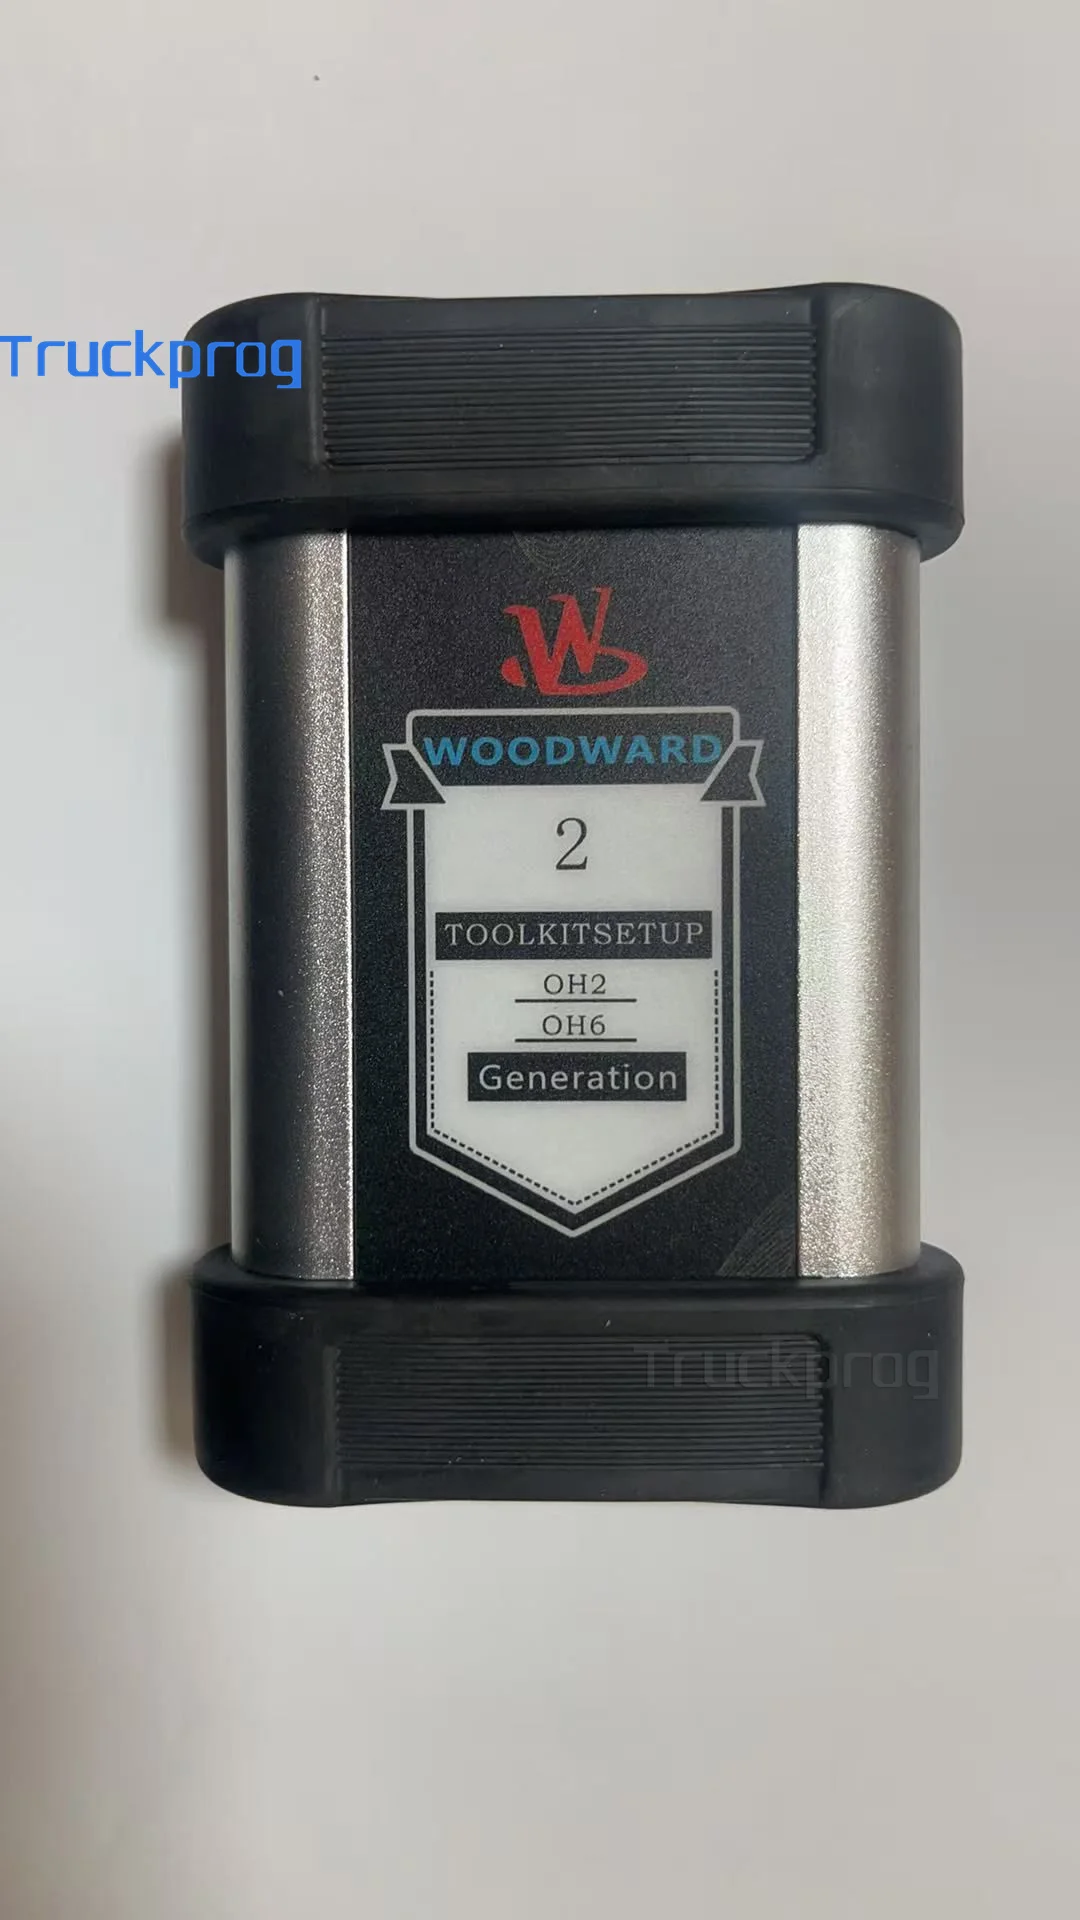 Truckprog
WOODWARD
2
TOOLKITSETUP
OH2
OH6
Generation
Truckprog